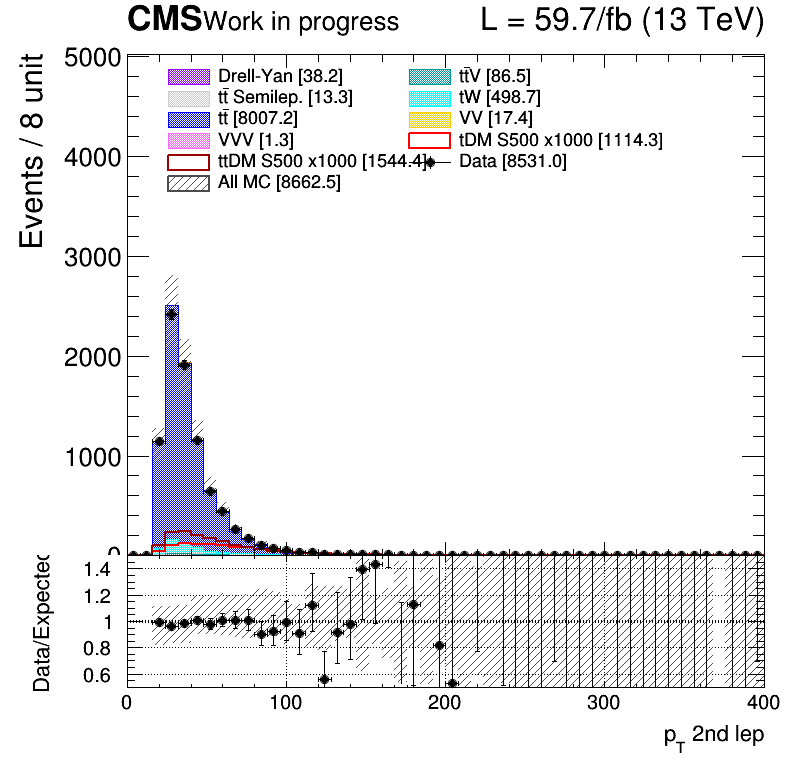 CMS Work in progress L = 59.7/fb (13 TeV)
Events / 8 unit
5000
4000
3000
2000
1000
0
Drell-Yan [38.2] tt̄V [86.5]
tt̄ Semilep. [13.3] tW [498.7]
tt̄ [8007.2] VV [17.4]
VVV [1.3] tDM S500 x1000 [1114.3]
ttDM S500 x1000 [1544.4] Data [8531.0]
All MC [8662.5]
Data/Expected
1.4
1.2
1
0.8
0.6
0 100 200 300 400
p_T 2nd lep